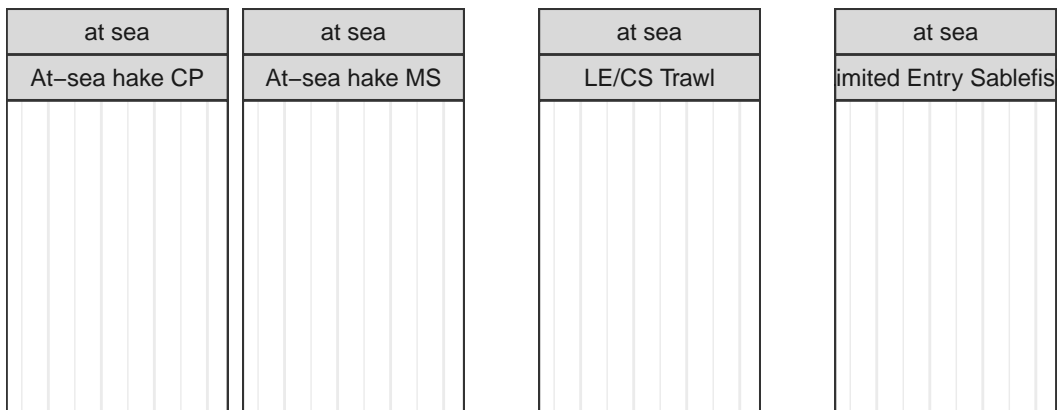 at sea at sea at sea at sea
At−sea hake CP At−sea hake MS LE/CS Trawl imited Entry Sablefis